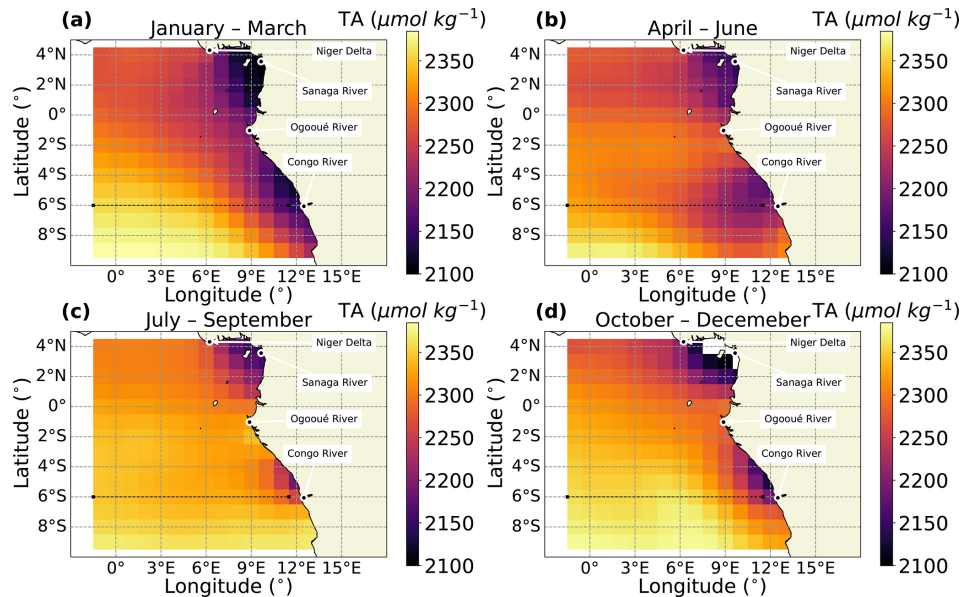 (a) January – March TA (μmol kg⁻¹)
4°N
2°N
0°
2°S
4°S
6°S
8°S
Latitude (°)
Niger Delta
Sanaga River
Ogooué River
Congo River
0° 3°E 6°E 9°E 12°E 15°E
Longitude (°)
2350
2300
2250
2200
2150
2100
(b) April – June TA (μmol kg⁻¹)
4°N
2°N
0°
2°S
4°S
6°S
8°S
Latitude (°)
Niger Delta
Sanaga River
Ogooué River
Congo River
0° 3°E 6°E 9°E 12°E 15°E
Longitude (°)
2350
2300
2250
2200
2150
2100
(c) July – September TA (μmol kg⁻¹)
4°N
2°N
0°
2°S
4°S
6°S
8°S
Latitude (°)
Niger Delta
Sanaga River
Ogooué River
Congo River
0° 3°E 6°E 9°E 12°E 15°E
Longitude (°)
2350
2300
2250
2200
2150
2100
(d) October – Decemeber TA (μmol kg⁻¹)
4°N
2°N
0°
2°S
4°S
6°S
8°S
Latitude (°)
Niger Delta
Sanaga River
Ogooué River
Congo River
0° 3°E 6°E 9°E 12°E 15°E
Longitude (°)
2350
2300
2250
2200
2150
2100